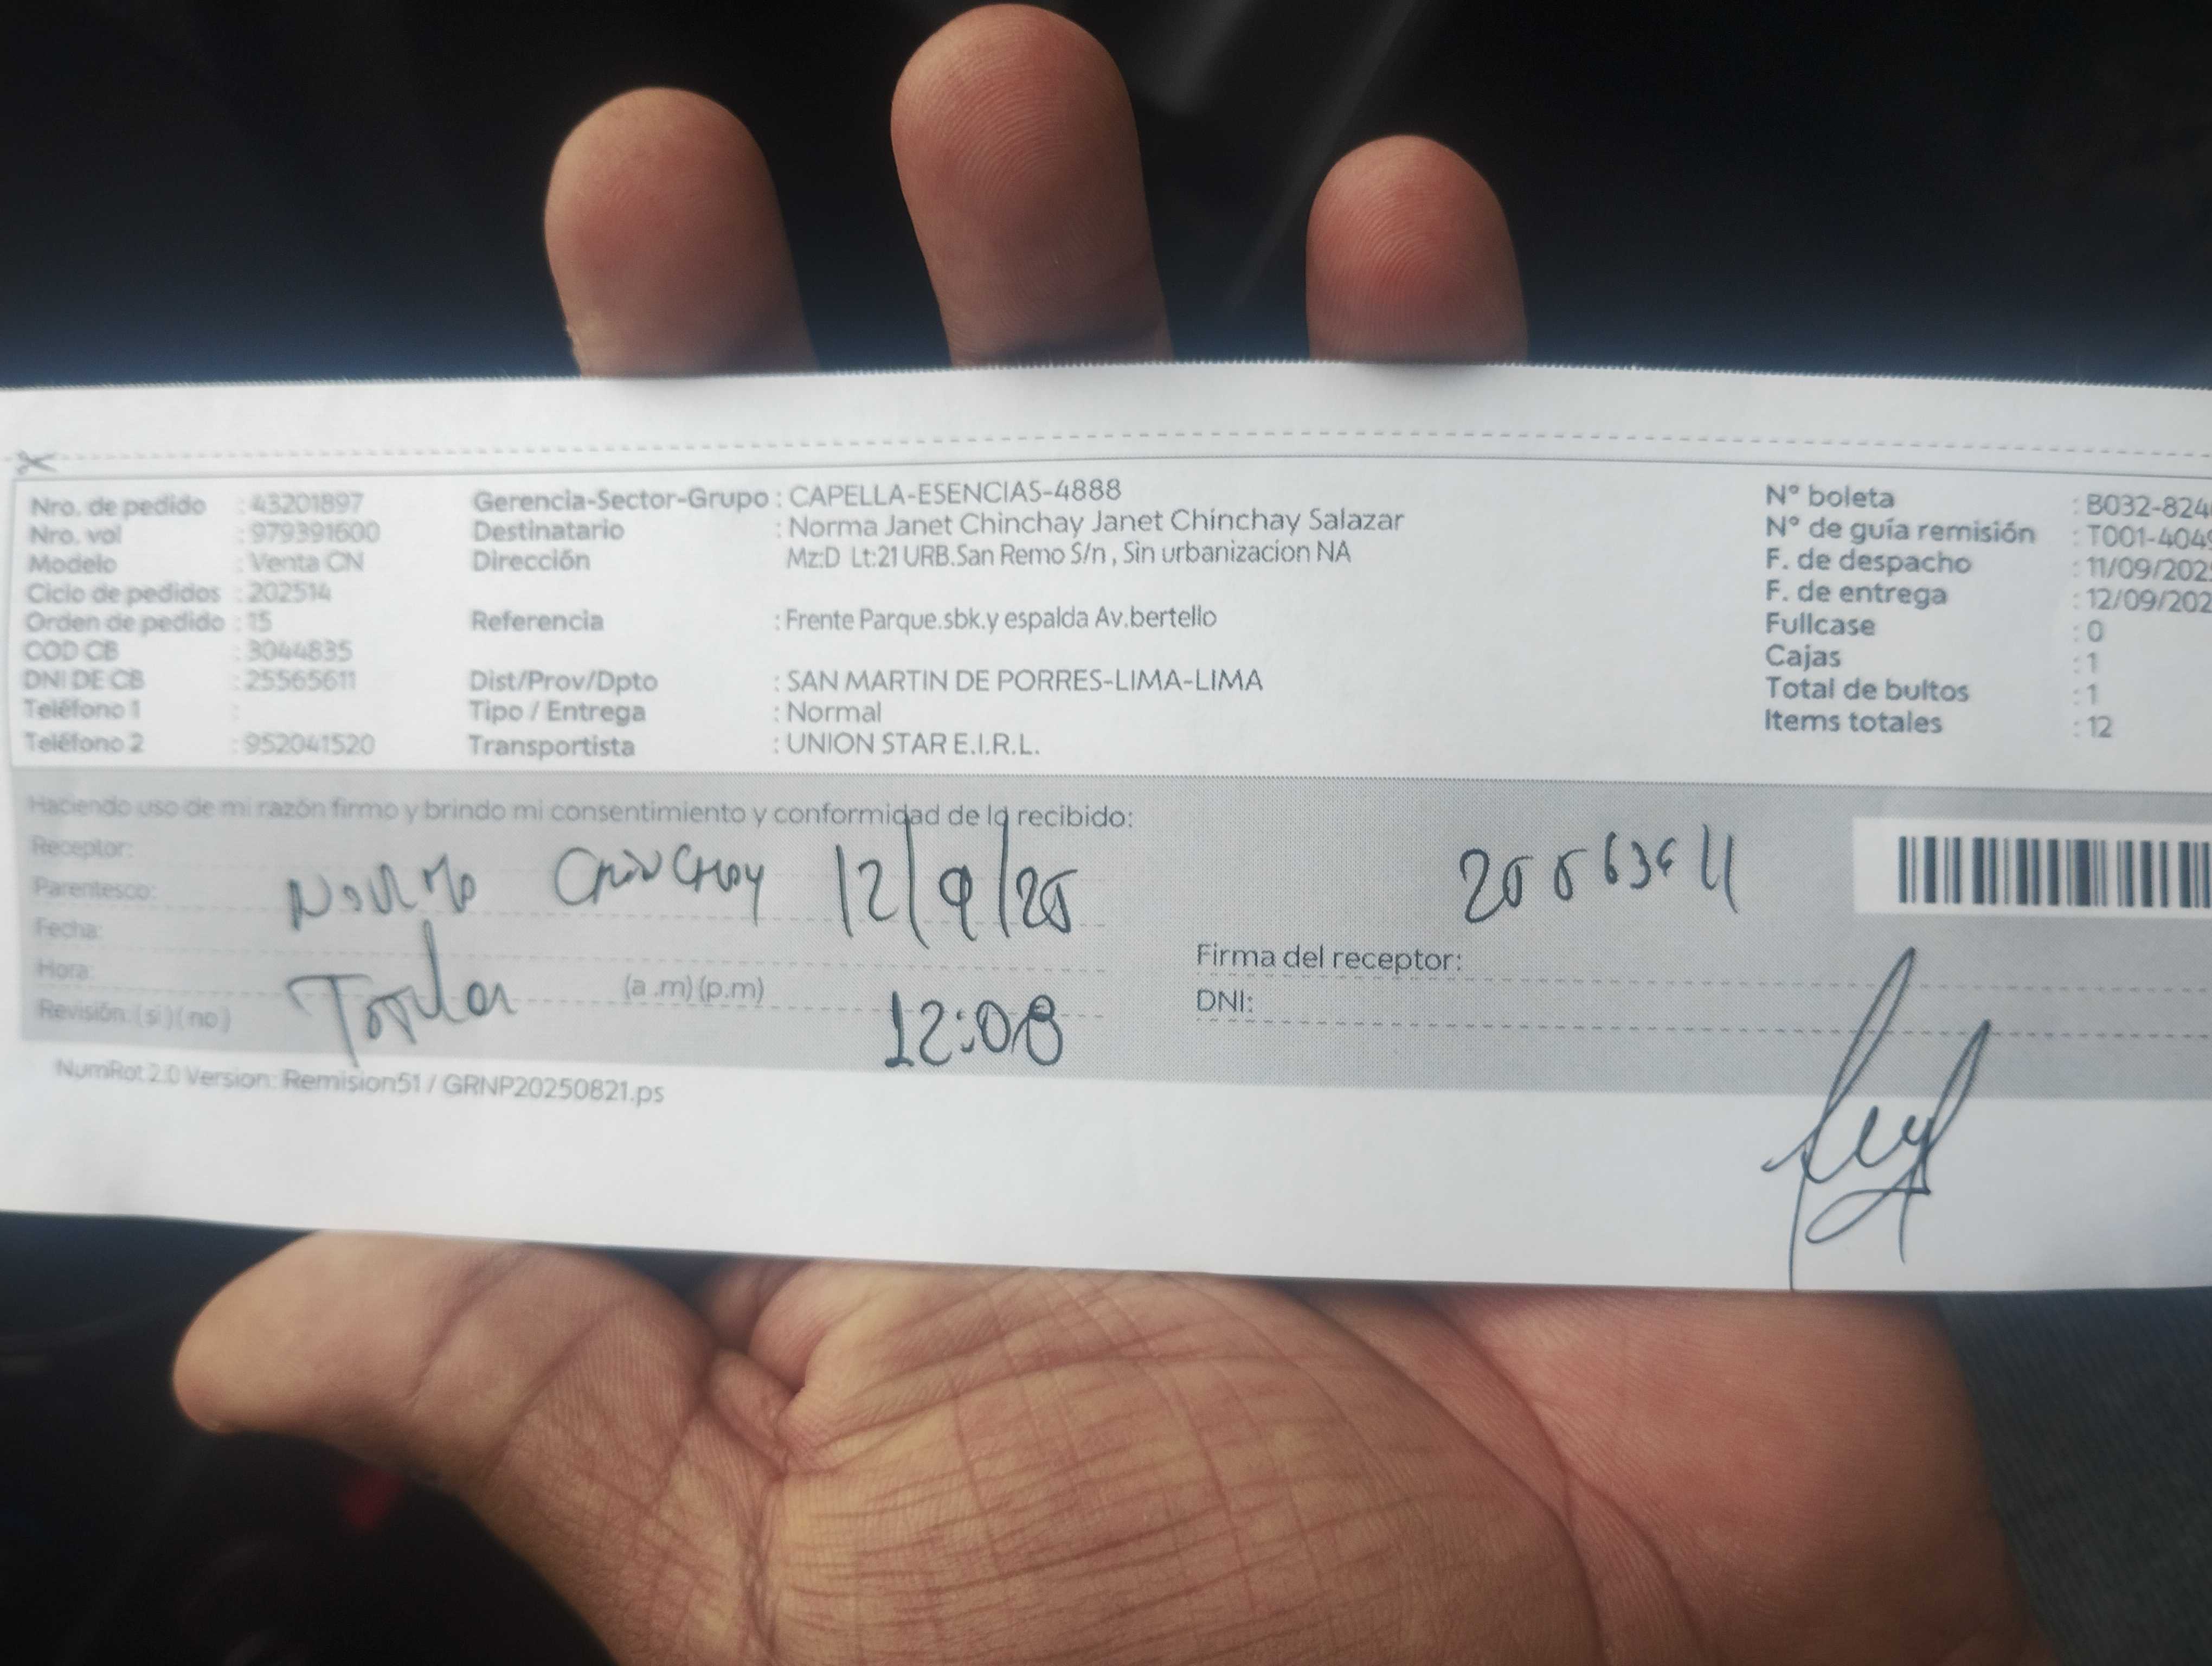 Nro. de pedido : 43201897
Nro. vol : 979391600
Modelo : Venta CN
Ciclo de pedidos : 202514
Orden de pedido : 15
COD CB : 3044835
DNI DE CB : 25565611
Teléfono 1 :
Teléfono 2 : 952041520
Gerencia-Sector-Grupo : CAPELLA-ESENCIAS-4888
Destinatario : Norma Janet Chinchay Janet Chinchay Salazar
Dirección Mz:D Lt:21 URB.San Remo S/n , Sin urbanizacion NA
Referencia : Frente Parque.sbk.y espalda Av.bertello
Dist/Prov/Dpto : SAN MARTIN DE PORRES-LIMA-LIMA
Tipo / Entrega : Normal
Transportista : UNION STAR E.I.R.L.
N° boleta : B032-824
N° de guía remisión : T001-404
F. de despacho : 11/09/202
F. de entrega : 12/09/202
Fullcase : 0
Cajas : 1
Total de bultos : 1
Items totales : 12
Haciendo uso de mi razón firmo y brindo mi consentimiento y conformidad de lo recibido:
Receptor:
Parentesco: Norma Chinchay 12/9/25
Fecha:
Hora: Titular (a .m) (p.m) 12:08
Revisión: (si) (no)
Firma del receptor:
DNI:
NumRot 2.0 Version: Remision51 / GRNP20250821.ps